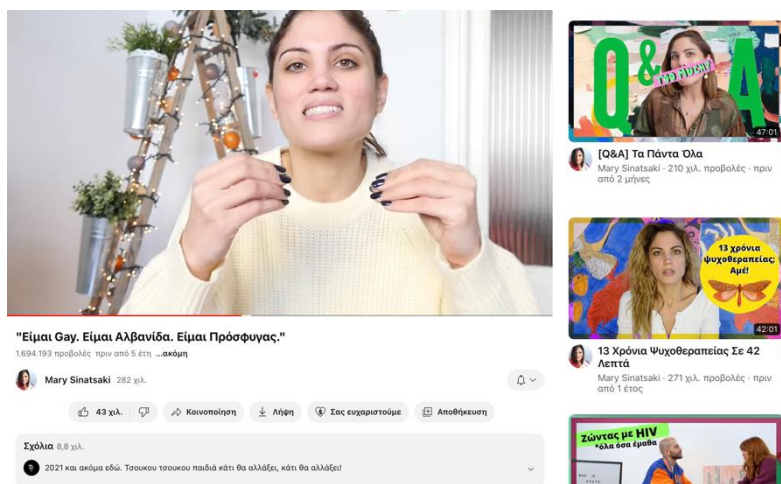 "Είμαι Gay. Είμαι Αλβανίδα. Είμαι Πρόσφυγας."
1.694.193 προβολές πριν από 5 έτη ...ακόμη
Mary Sinatsaki 282 χιλ.
43 χιλ. Κοινοποίηση Λήψη Σας ευχαριστούμε Αποθήκευση
Σχόλια 8,8 χιλ.
2021 και ακόμα εδώ. Τσουκου τσουκου παιδιά κάτι θα αλλάξει, κάτι θα αλλάξει!
Q & A
47:01
[Q&A] Τα Πάντα Όλα
Mary Sinatsaki · 210 χιλ. προβολές · πριν
από 2 μήνες
13 χρόνια
ψυχοθεραπείας;
Αμέ!
42:01
13 Χρόνια Ψυχοθεραπείας Σε 42
Λεπτά
Mary Sinatsaki · 271 χιλ. προβολές · πριν
από 1 έτος
Ζώντας με HIV
*όλα όσα έμαθα